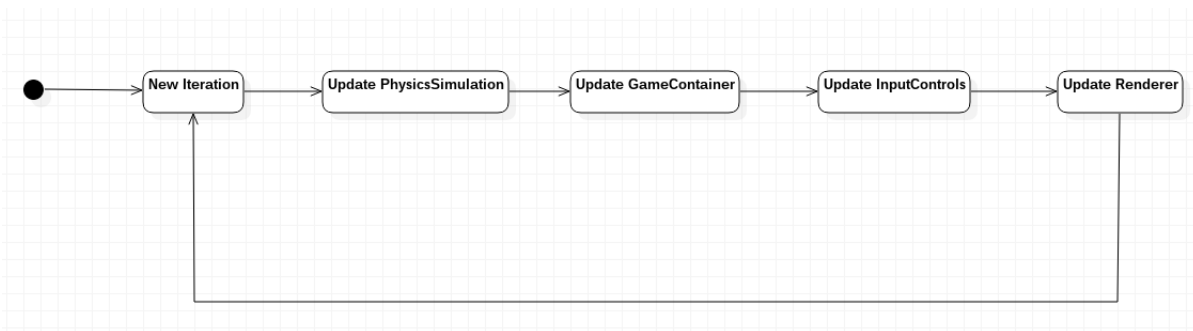 New Iteration
Update PhysicsSimulation
Update GameContainer
Update InputControls
Update Renderer